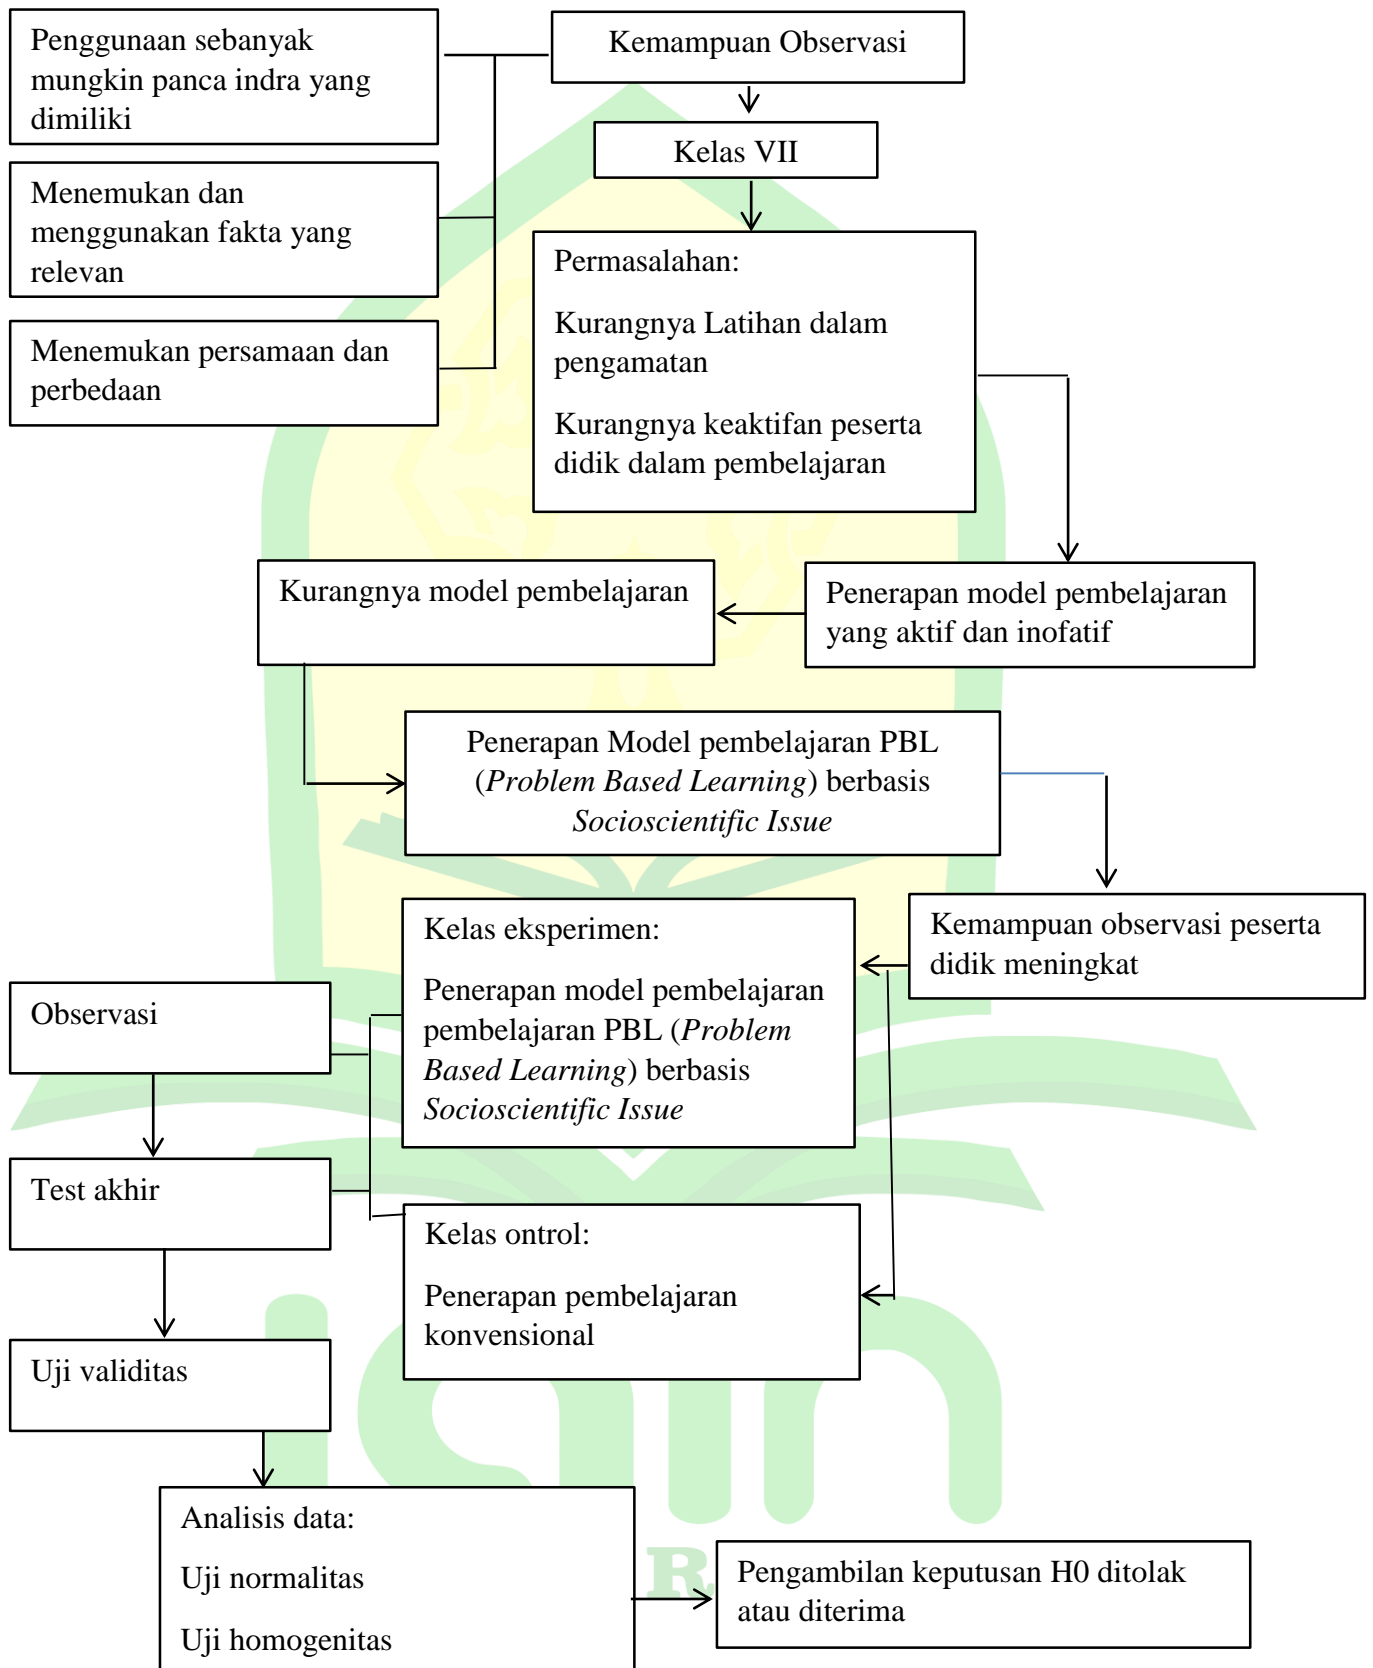 Penggunaan sebanyak
mungkin panca indra yang
dimiliki
Kemampuan Observasi
Kelas VII
Menemukan dan
menggunakan fakta yang
relevan
Permasalahan:
Kurangnya Latihan dalam
pengamatan
Kurangnya keaktifan peserta
didik dalam pembelajaran
Menemukan persamaan dan
perbedaan
Kurangnya model pembelajaran
Penerapan model pembelajaran
yang aktif dan inofatif
Penerapan Model pembelajaran PBL
(Problem Based Learning) berbasis
Socioscientific Issue
Kemampuan observasi peserta
didik meningkat
Kelas eksperimen:
Penerapan model pembelajaran
pembelajaran PBL (Problem
Based Learning) berbasis
Socioscientific Issue
Observasi
Test akhir
Kelas ontrol:
Penerapan pembelajaran
konvensional
Uji validitas
Analisis data:
Uji normalitas
Uji homogenitas
Pengambilan keputusan H0 ditolak
atau diterima
iain
R